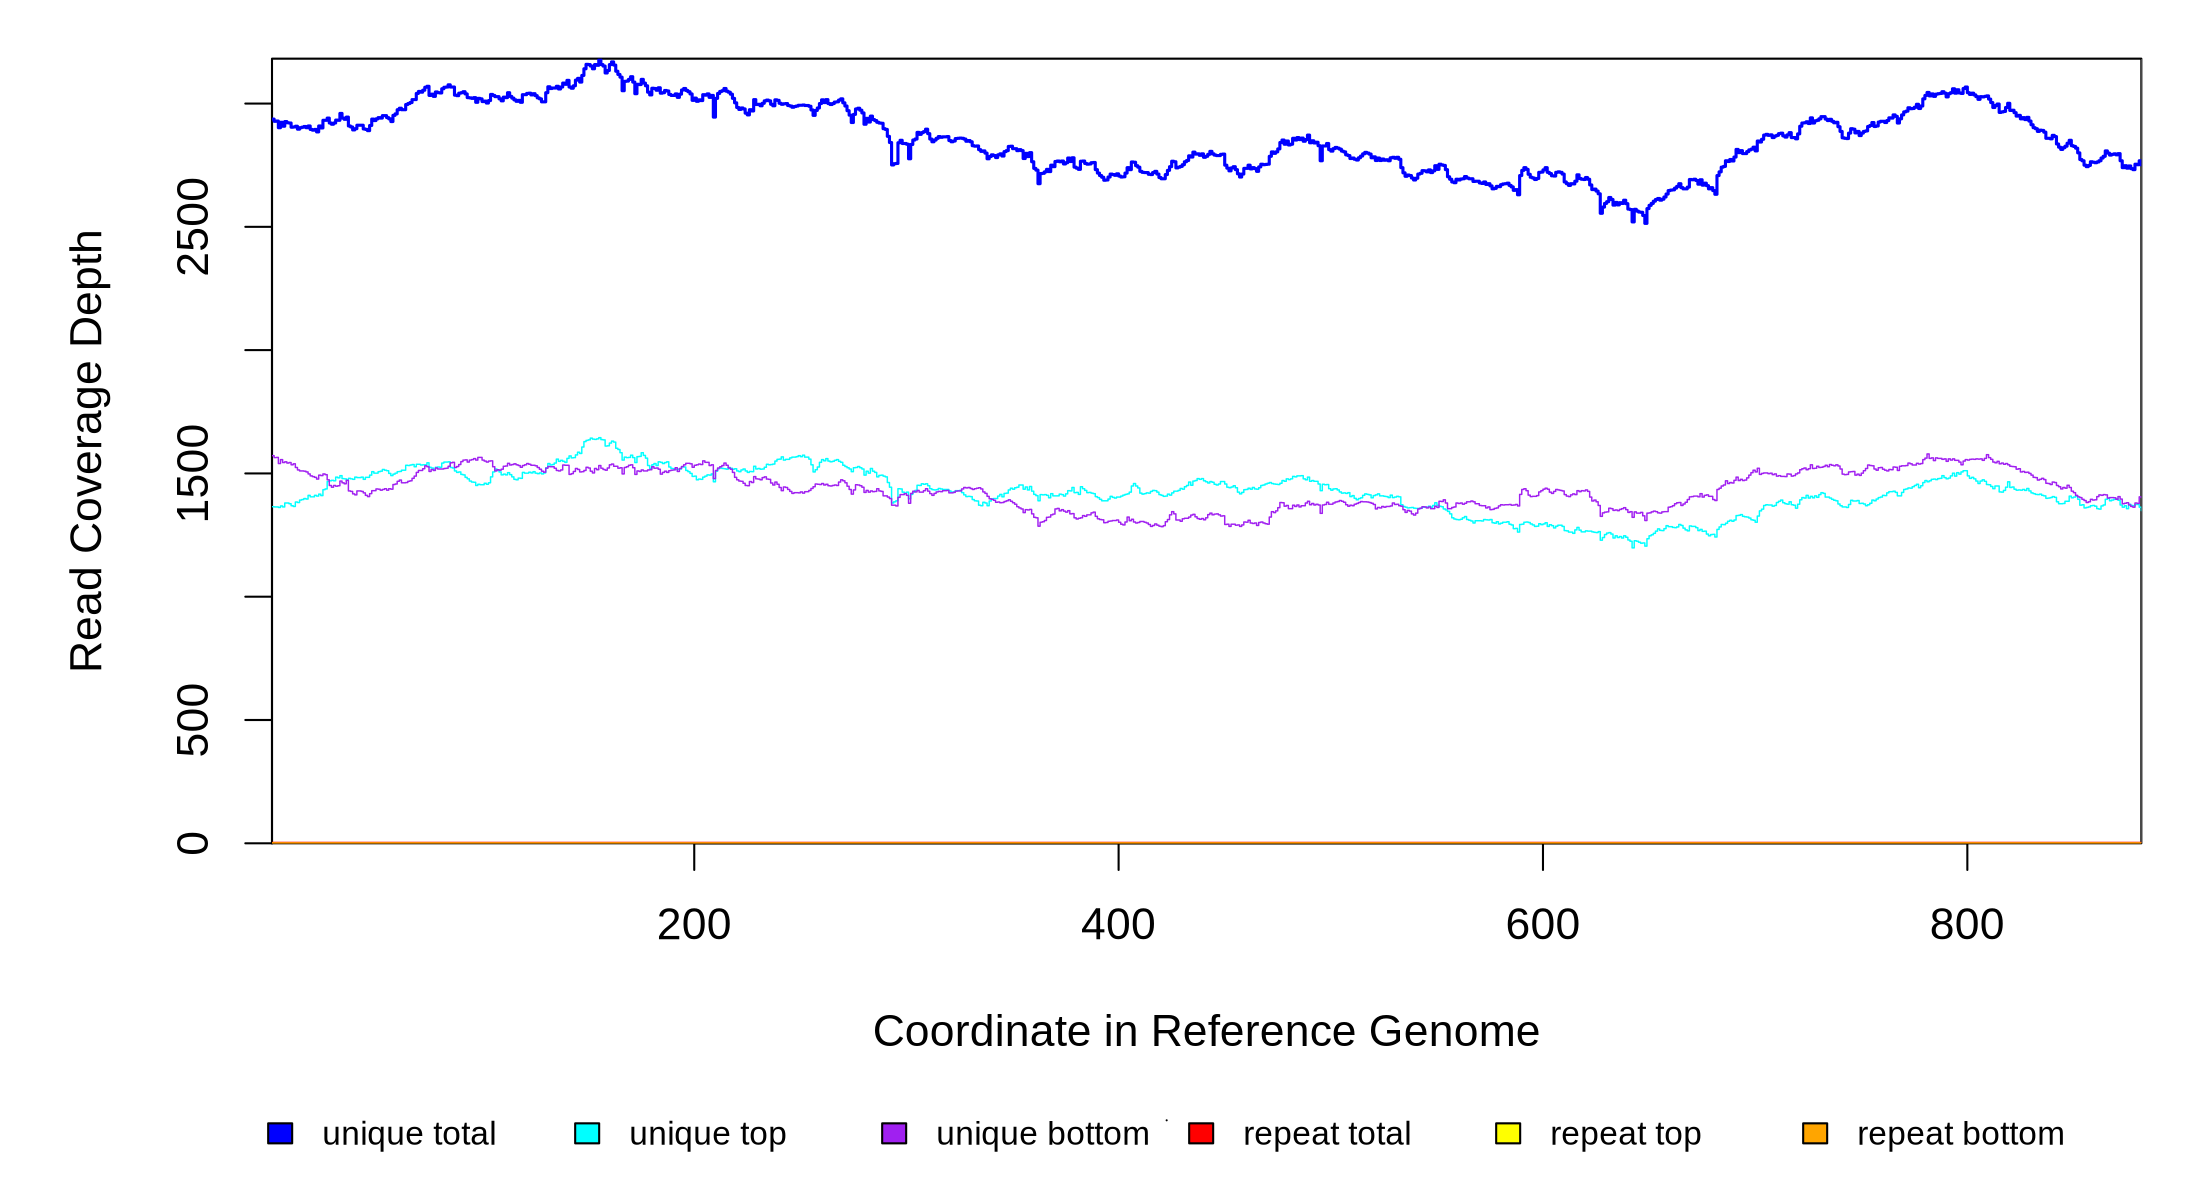 Read Coverage Depth
2500
1500
500
0
200 400 600 800
Coordinate in Reference Genome
unique total unique top unique bottom repeat total repeat top repeat bottom